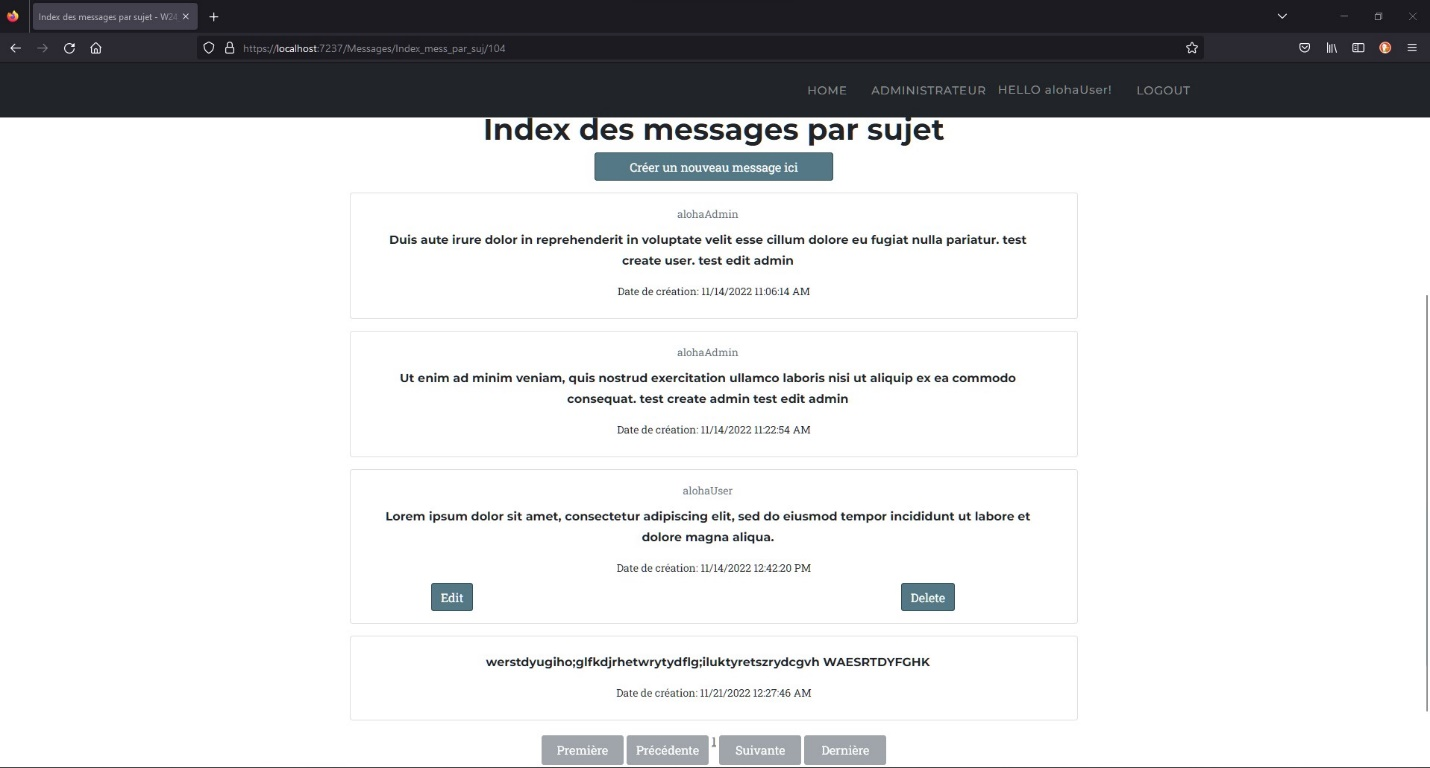 Index des messages par sujet - W24
https://localhost:7237/Messages/Index_mess_par_suj/104
HOME ADMINISTRATEUR HELLO alohaUser! LOGOUT
Index des messages par sujet
Créer un nouveau message ici
alohaAdmin
Duis aute irure dolor in reprehenderit in voluptate velit esse cillum dolore eu fugiat nulla pariatur. test
create user. test edit admin
Date de création: 11/14/2022 11:06:14 AM
alohaAdmin
Ut enim ad minim veniam, quis nostrud exercitation ullamco laboris nisi ut aliquip ex ea commodo
consequat. test create admin test edit admin
Date de création: 11/14/2022 11:22:54 AM
alohaUser
Lorem ipsum dolor sit amet, consectetur adipiscing elit, sed do eiusmod tempor incididunt ut labore et
dolore magna aliqua.
Date de création: 11/14/2022 12:42:20 PM
Edit Delete
werstdyugiho;glfkdjrhetwrytydflg;iluktyretszrydcgvh WAESRTDYFGHK
Date de création: 11/21/2022 12:27:46 AM
Première Précédente 1 Suivante Dernière